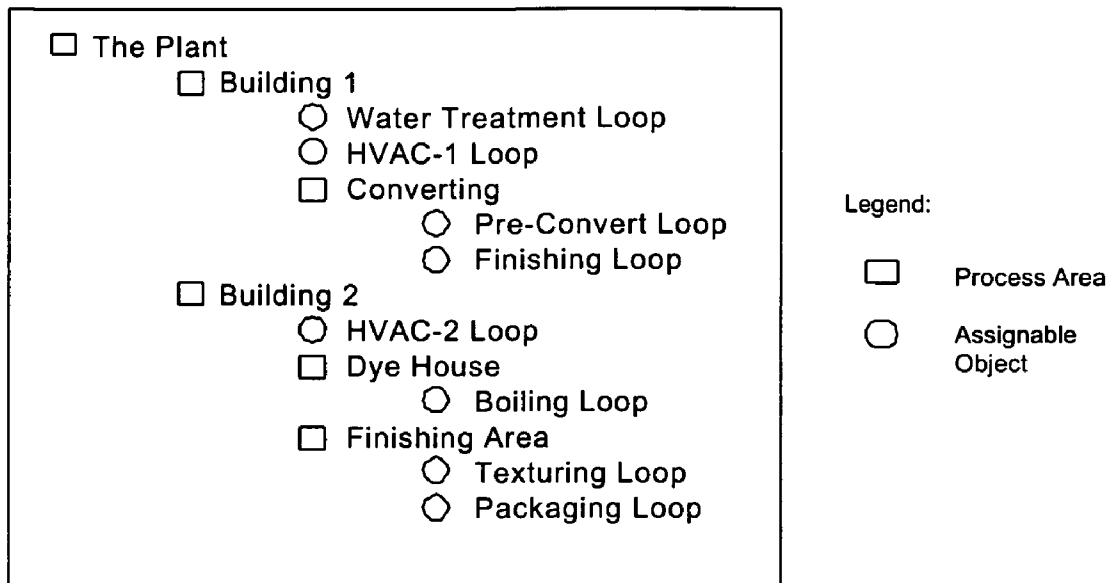 The Plant
Building 1
Water Treatment Loop
HVAC-1 Loop
Converting
Pre-Convert Loop
Finishing Loop
Building 2
HVAC-2 Loop
Dye House
Boiling Loop
Finishing Area
Texturing Loop
Packaging Loop
Legend:
Process Area
Assignable
Object